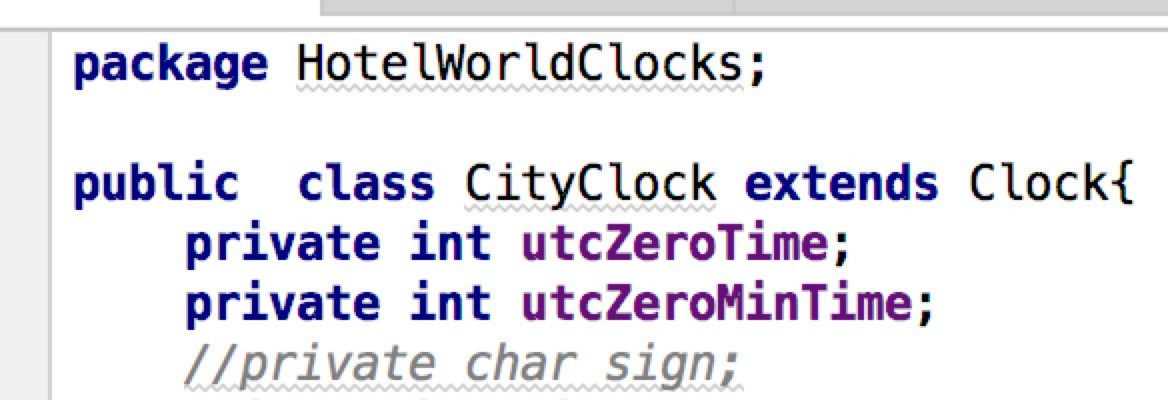 package HotelWorldClocks;
public  class CityClock extends Clock{
private int utcZeroTime;
private int utcZeroMinTime;
//private char sign;